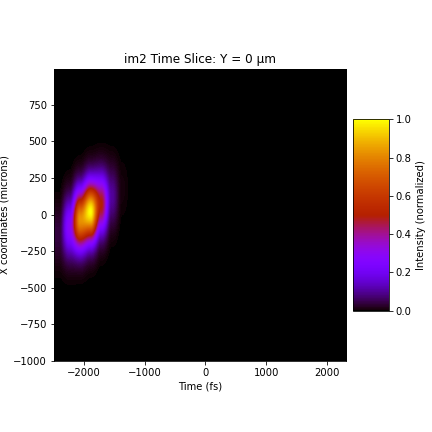 im2 Time Slice: Y = 0 μm
750
500
250
0
−250
−500
−750
−1000
X coordinates (microns)
−2000 −1000 0 1000 2000
Time (fs)
1.0
0.8
0.6
0.4
0.2
0.0
Intensity (normalized)